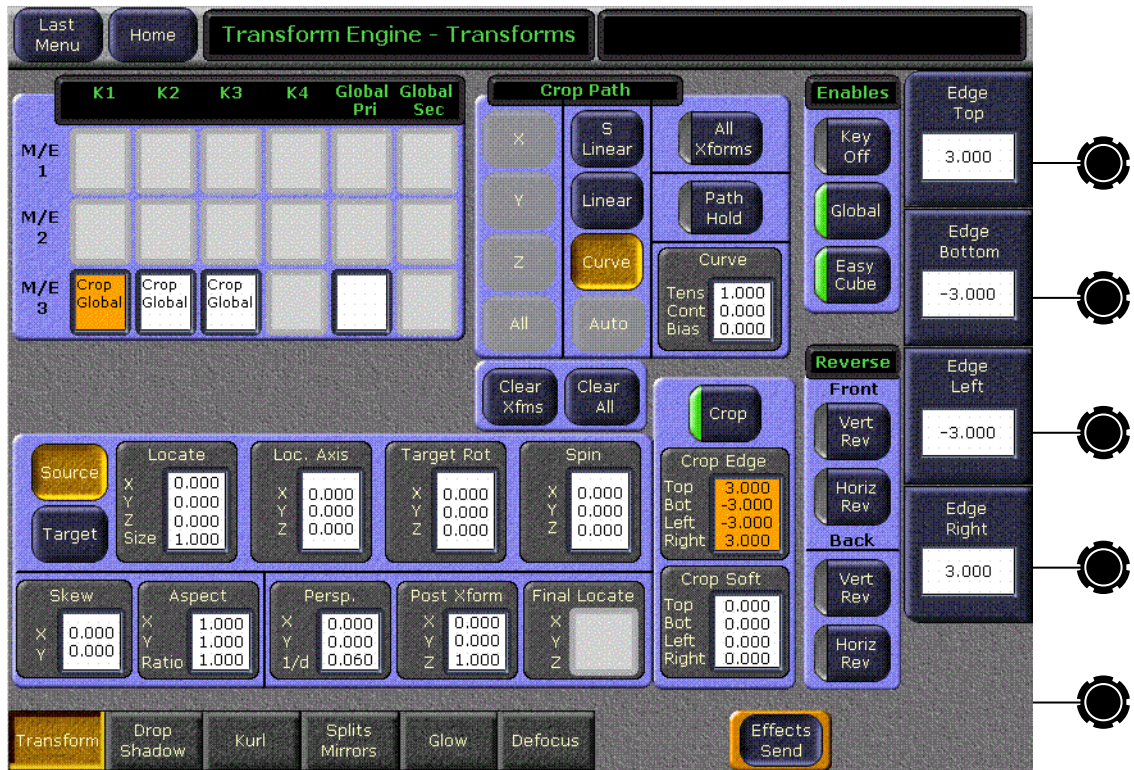 Last
Menu
Home
Transform Engine - Transforms
K1 K2 K3 K4 Global Pri Global Sec
M/E
1
M/E
2
M/E
3
Crop
Global
Crop
Global
Crop
Global
Crop Path
X
Y
Z
All
S
Linear
Linear
Curve
Auto
All
Xforms
Path
Hold
Curve
Tens 1.000
Cont 0.000
Bias 0.000
Clear
Xfms
Clear
All
Enables
Key
Off
Global
Easy
Cube
Reverse
Front
Vert
Rev
Horiz
Rev
Back
Vert
Rev
Horiz
Rev
Edge
Top
3.000
Edge
Bottom
-3.000
Edge
Left
-3.000
Edge
Right
3.000
Source
Target
Locate
X 0.000
Y 0.000
Z 0.000
Size 1.000
Loc. Axis
X 0.000
Y 0.000
Z 0.000
Target Rot
X 0.000
Y 0.000
Z 0.000
Spin
X 0.000
Y 0.000
Z 0.000
Crop
Crop Edge
Top 3.000
Bot -3.000
Left -3.000
Right 3.000
Skew
X 0.000
Y 0.000
Aspect
X 1.000
Y 1.000
Ratio 1.000
Persp.
X 0.000
Y 0.000
1/d 0.060
Post Xform
X 0.000
Y 0.000
Z 1.000
Final Locate
X
Y
Z
Crop Soft
Top 0.000
Bot 0.000
Left 0.000
Right 0.000
Transform
Drop
Shadow
Kurl
Splits
Mirrors
Glow
Defocus
Effects
Send